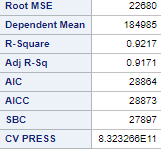 Root MSE 22680
Dependent Mean 184985
R-Square 0.9217
Adj R-Sq 0.9171
AIC 28864
AICC 28873
SBC 27897
CV PRESS 8.323266E11